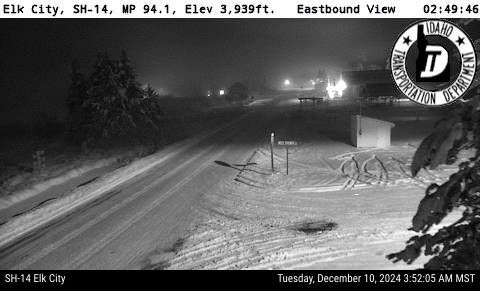 Elk City, SH-14, MP 94.1, Elev 3,939ft. Eastbound View 02:49:46
IDAHO
TRANSPORTATION DEPARTMENT
SH-14 Elk City Tuesday, December 10, 2024 3:52:05 AM MST